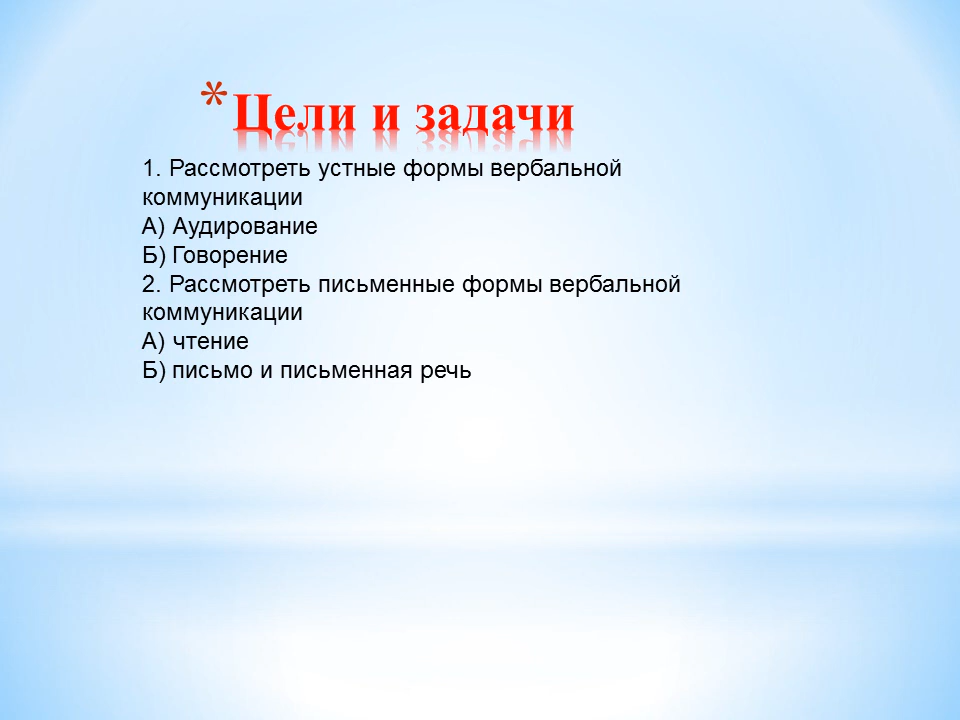 * Цели и задачи
1. Рассмотреть устные формы вербальной
коммуникации
А) Аудирование
Б) Говорение
2. Рассмотреть письменные формы вербальной
коммуникации
А) чтение
Б) письмо и письменная речь